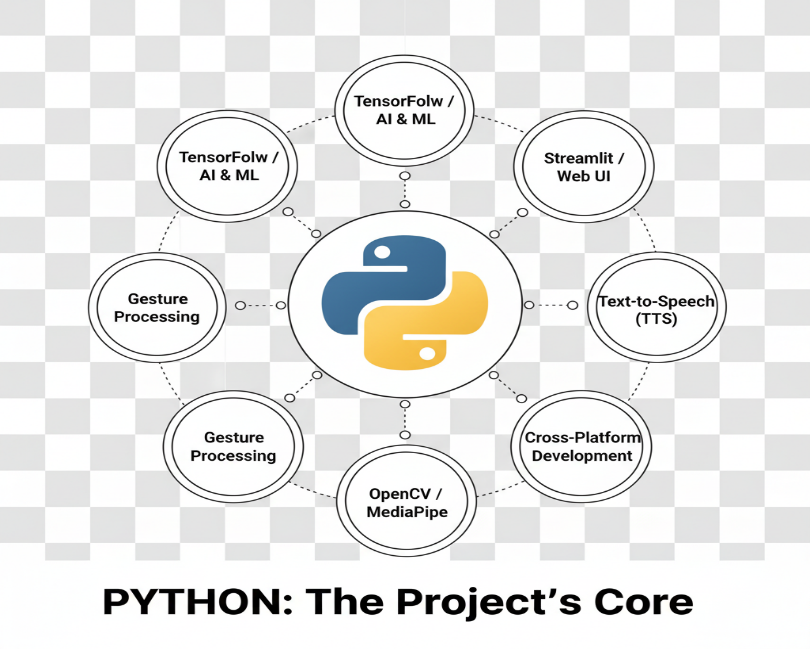 TensorFolw /
AI & ML
TensorFolw /
AI & ML
Streamlit /
Web UI
Gesture
Processing
Text-to-Speech
(TTS)
Gesture
Processing
Cross-Platform
Development
OpenCV /
MediaPipe
PYTHON: The Project’s Core